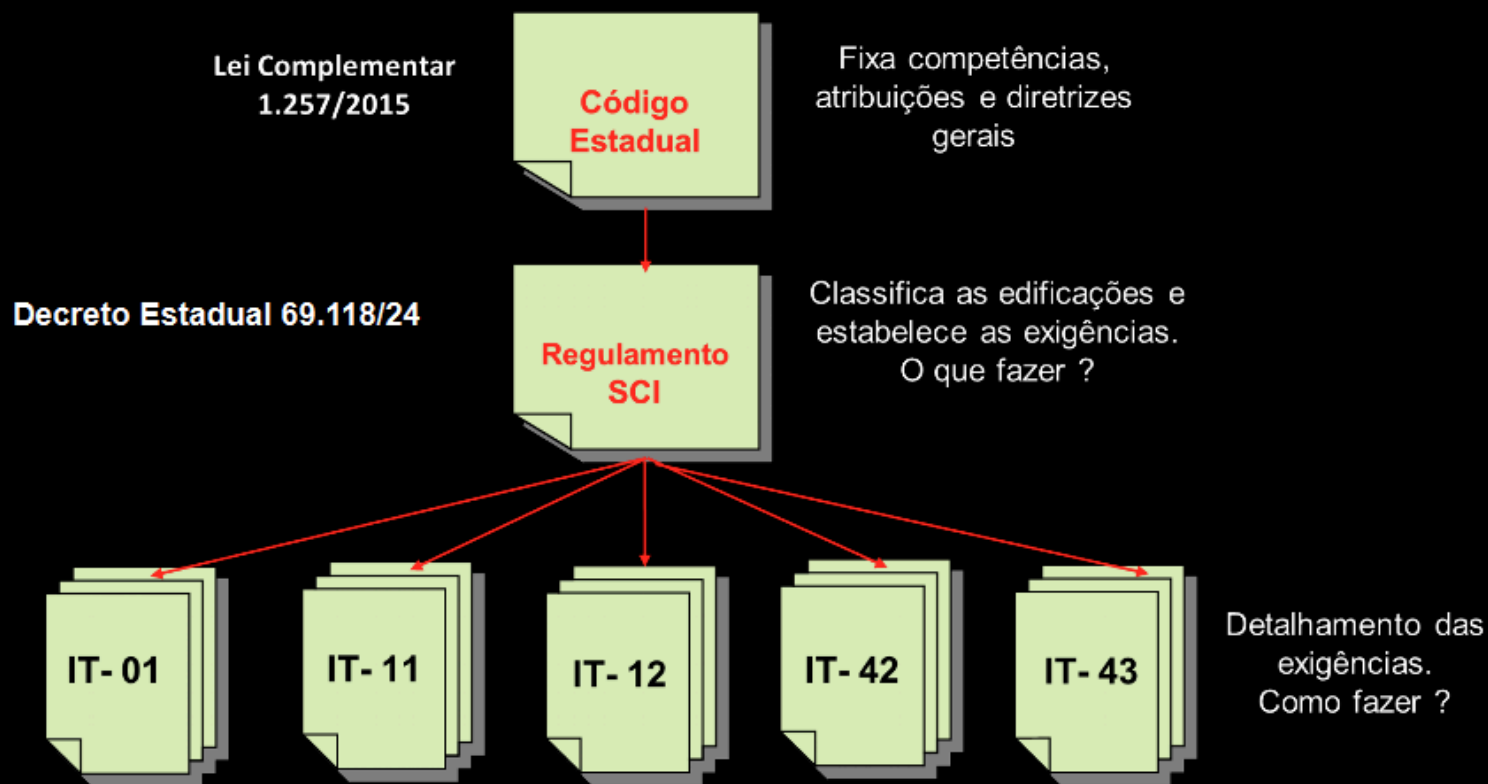 Lei Complementar
1.257/2015
Código
Estadual
Fixa competências,
atribuições e diretrizes
gerais
Decreto Estadual 69.118/24
Regulamento
SCI
Classifica as edificações e
estabelece as exigências.
O que fazer ?
IT- 01
IT- 11
IT- 12
IT- 42
IT- 43
Detalhamento das
exigências.
Como fazer ?